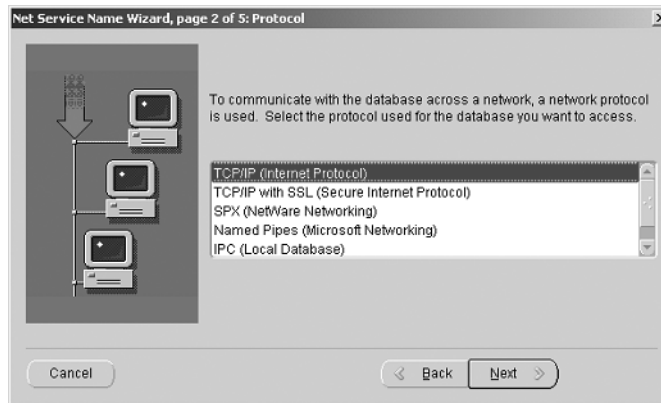 Net Service Name Wizard, page 2 of 5: Protocol
To communicate with the database across a network, a network protocol
is used. Select the protocol used for the database you want to access.
TCP/IP (Internet Protocol)
TCP/IP with SSL (Secure Internet Protocol)
SPX (NetWare Networking)
Named Pipes (Microsoft Networking)
IPC (Local Database)
Cancel
Back
Next